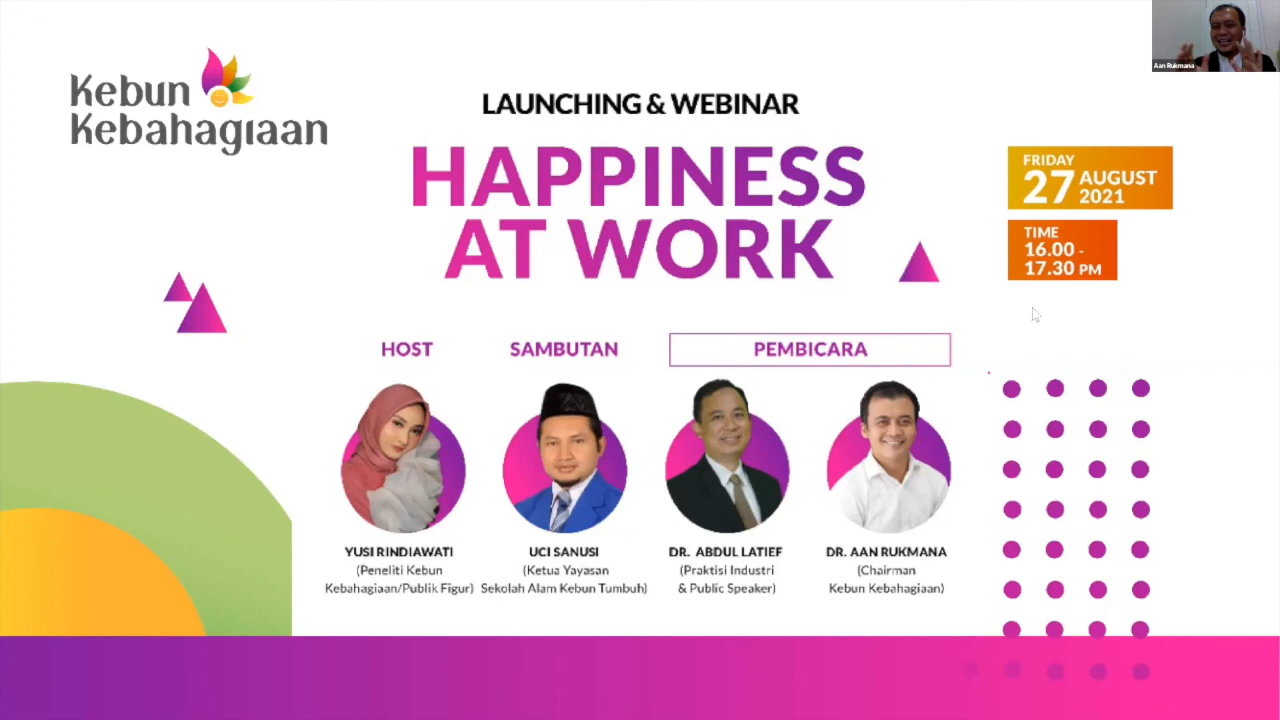 Aan Rukmana
Kebun
Kebahagiaan
LAUNCHING & WEBINAR
HAPPINESS
AT WORK
FRIDAY
27 AUGUST
2021
TIME
16.00 -
17.30 PM
HOST
SAMBUTAN
PEMBICARA
YUSI RINDIAWATI
(Peneliti Kebun
Kebahagiaan/Publik Figur)
UCI SANUSI
(Ketua Yayasan
Sekolah Alam Kebun Tumbuh)
DR. ABDUL LATIEF
(Praktisi Industri
& Public Speaker)
DR. AAN RUKMANA
(Chairman
Kebun Kebahagiaan)